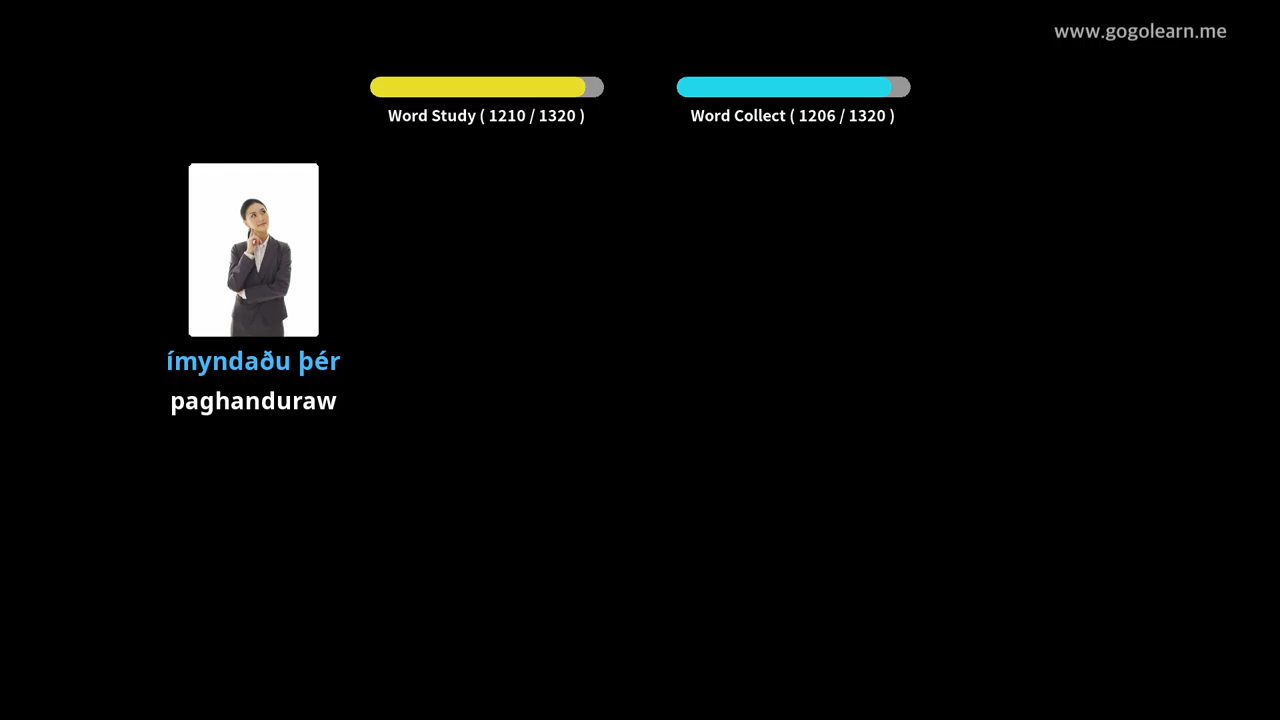 www.gogolearn.me
Word Study ( 1210 / 1320 )
Word Collect ( 1206 / 1320 )
ímyndaðu þér
paghanduraw